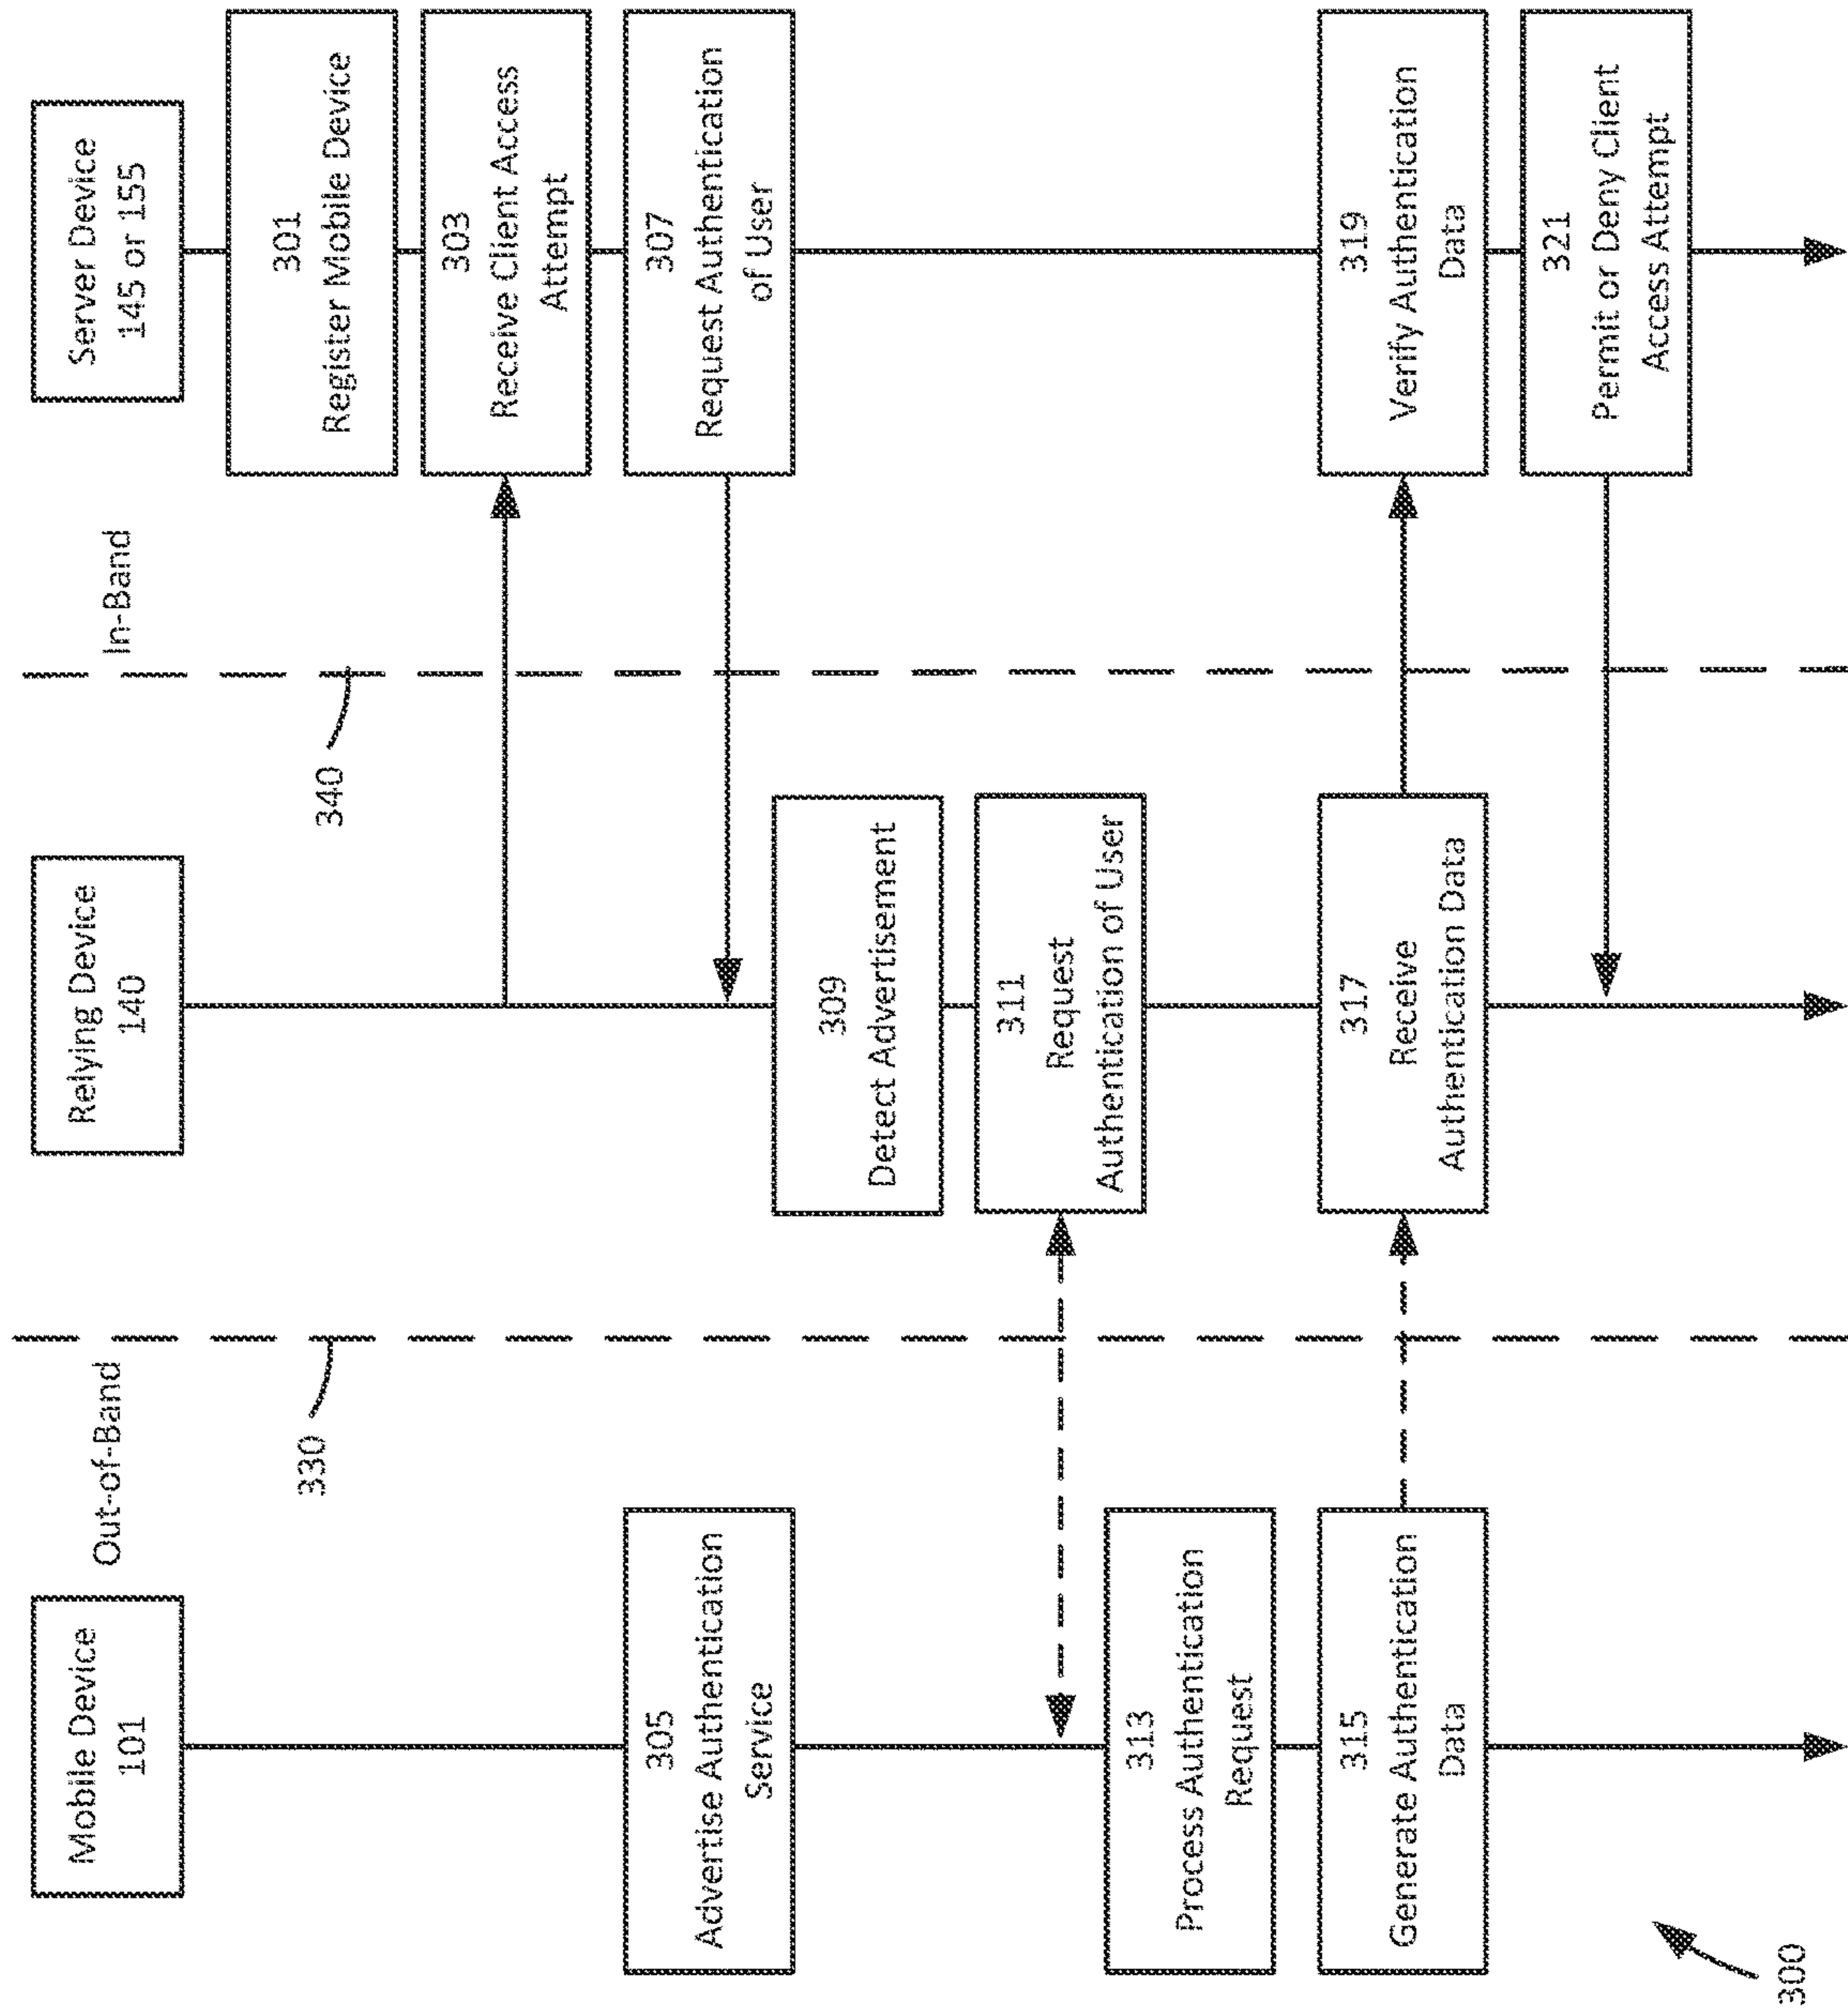 Mobile Device
101
Out-of-Band
Relying Device
140
In-Band
Server Device
145 or 155
330
340
301
Register Mobile Device
303
Receive Client Access
Attempt
305
Advertise Authentication
Service
307
Request Authentication
of User
309
Detect Advertisement
311
Request
Authentication of User
313
Process Authentication
Request
315
Generate Authentication
Data
317
Receive
Authentication Data
319
Verify Authentication
Data
321
Permit or Deny Client
Access Attempt
300